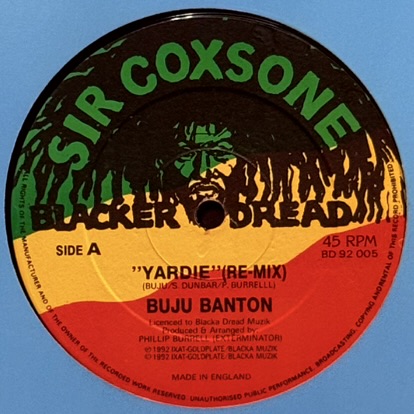 SIR COXSONE
BLACKER DREAD
SIDE A
45 RPM
BD 92 005
"YARDIE" (RE-MIX)
(BUJU/S. DUNBAR/P. BURRELLL)
BUJU BANTON
Licenced to Blacka Dread Muzik
Produced & Arranged by
PHILLIP BURRELL (EXTERMINATOR)
℗1992 IXAT-GOLDPLATE/BLACKA MUZIK
©1992 IXAT-GOLDPLATE/BLACKA MUZIK
MADE IN ENGLAND
ALL RIGHTS OF THE MANUFACTURER AND OF THE OWNER OF THE RECORDED WORK RESERVED. UNAUTHORISED PUBLIC PERFORMANCE, BROADCASTING, COPYING AND RENTAL OF THIS RECORD PROHIBITED